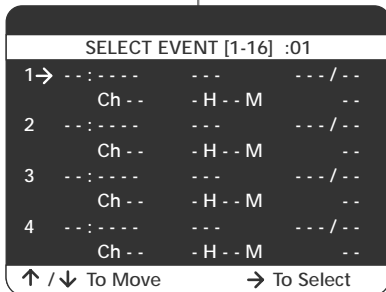 SELECT EVENT [1-16] :01
1→ - - : - - - - - - - - - - / - -
Ch - - - H - - M - -
2 - - : - - - - - - - - - - / - -
Ch - - - H - - M - -
3 - - : - - - - - - - - - - / - -
Ch - - - H - - M - -
4 - - : - - - - - - - - - - / - -
Ch - - - H - - M - -
↑ /↓ To Move → To Select